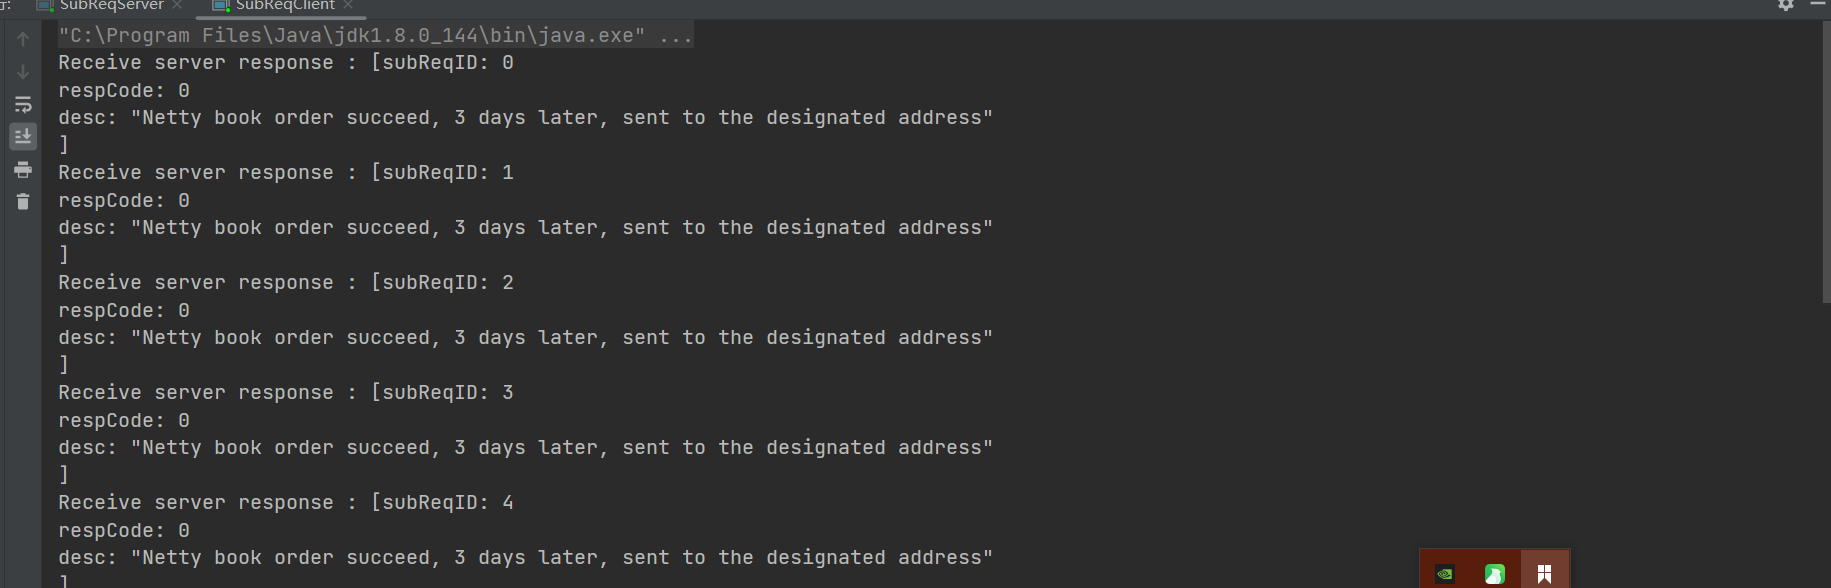 SubReqServer
SubReqClient
"C:\Program Files\Java\jdk1.8.0_144\bin\java.exe" ...
Receive server response : [subReqID: 0
respCode: 0
desc: "Netty book order succeed, 3 days later, sent to the designated address"
]
Receive server response : [subReqID: 1
respCode: 0
desc: "Netty book order succeed, 3 days later, sent to the designated address"
]
Receive server response : [subReqID: 2
respCode: 0
desc: "Netty book order succeed, 3 days later, sent to the designated address"
]
Receive server response : [subReqID: 3
respCode: 0
desc: "Netty book order succeed, 3 days later, sent to the designated address"
]
Receive server response : [subReqID: 4
respCode: 0
desc: "Netty book order succeed, 3 days later, sent to the designated address"
]